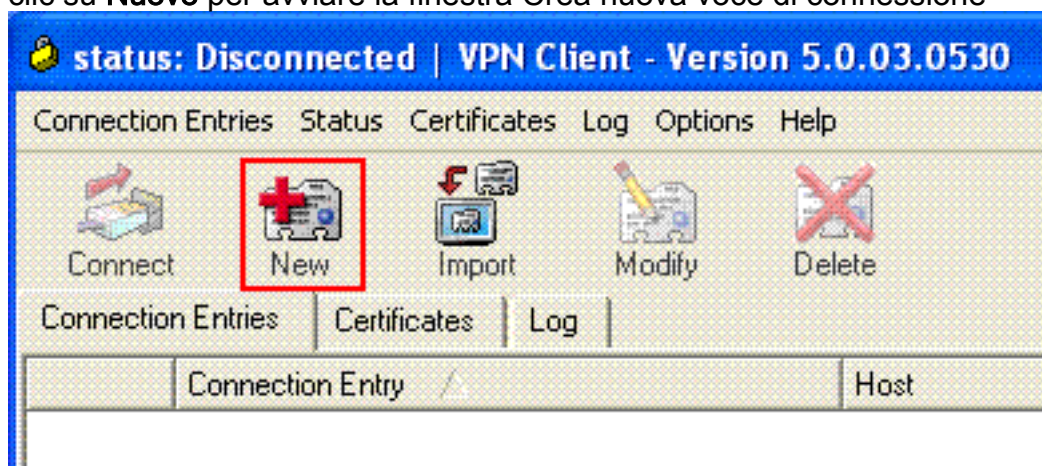 clic su Nuovo per avviare la finestra Crea nuova voce di connessione
status: Disconnected | VPN Client - Version 5.0.03.0530
Connection Entries Status Certificates Log Options Help
Connect New Import Modify Delete
Connection Entries Certificates Log
Connection Entry Host